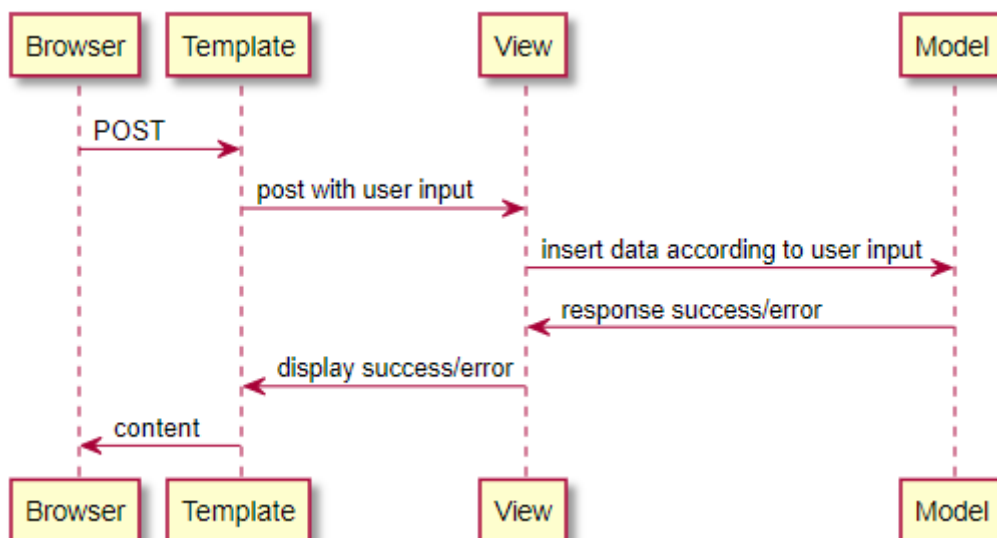 Browser
Template
View
Model
POST
post with user input
insert data according to user input
response success/error
display success/error
content
Browser
Template
View
Model